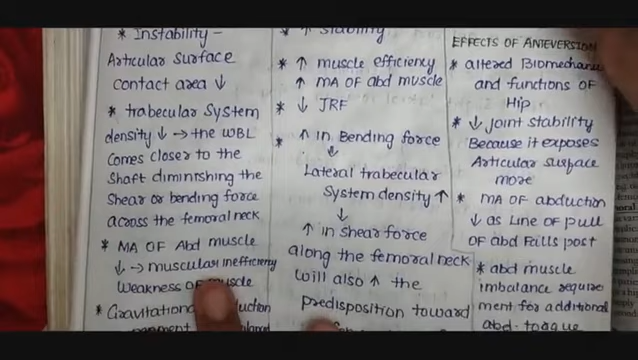 * Instability -
Articular Surface
contact area ↓
* trabecular System
density ↓ → the WBL
Comes closer to the
Shaft diminishing the
Shear or bending force
across the femoral neck
* MA OF Abd muscle
↓ → muscular inefficiency
Weakness OF muscle
* Gravitational
↑ Stability
* ↑ muscle efficiency
↑ MA OF abd muscle
* ↓ JRF
* ↑ in Bending force
↓
Lateral trabecular
System density ↑
↓
↑ in Shear force
along the femoral neck
will also ↑ the
predisposition toward
EFFECTS OF ANTEVERSION
* altered Biomechanics
and functions of
Hip
* ↓ joint stability
Because it exposes
Articular surface
more
* MA OF abduction
↓ as Line of pull
OF abd Falls post
* abd muscle
imbalance require
ment for additional
abd-torque